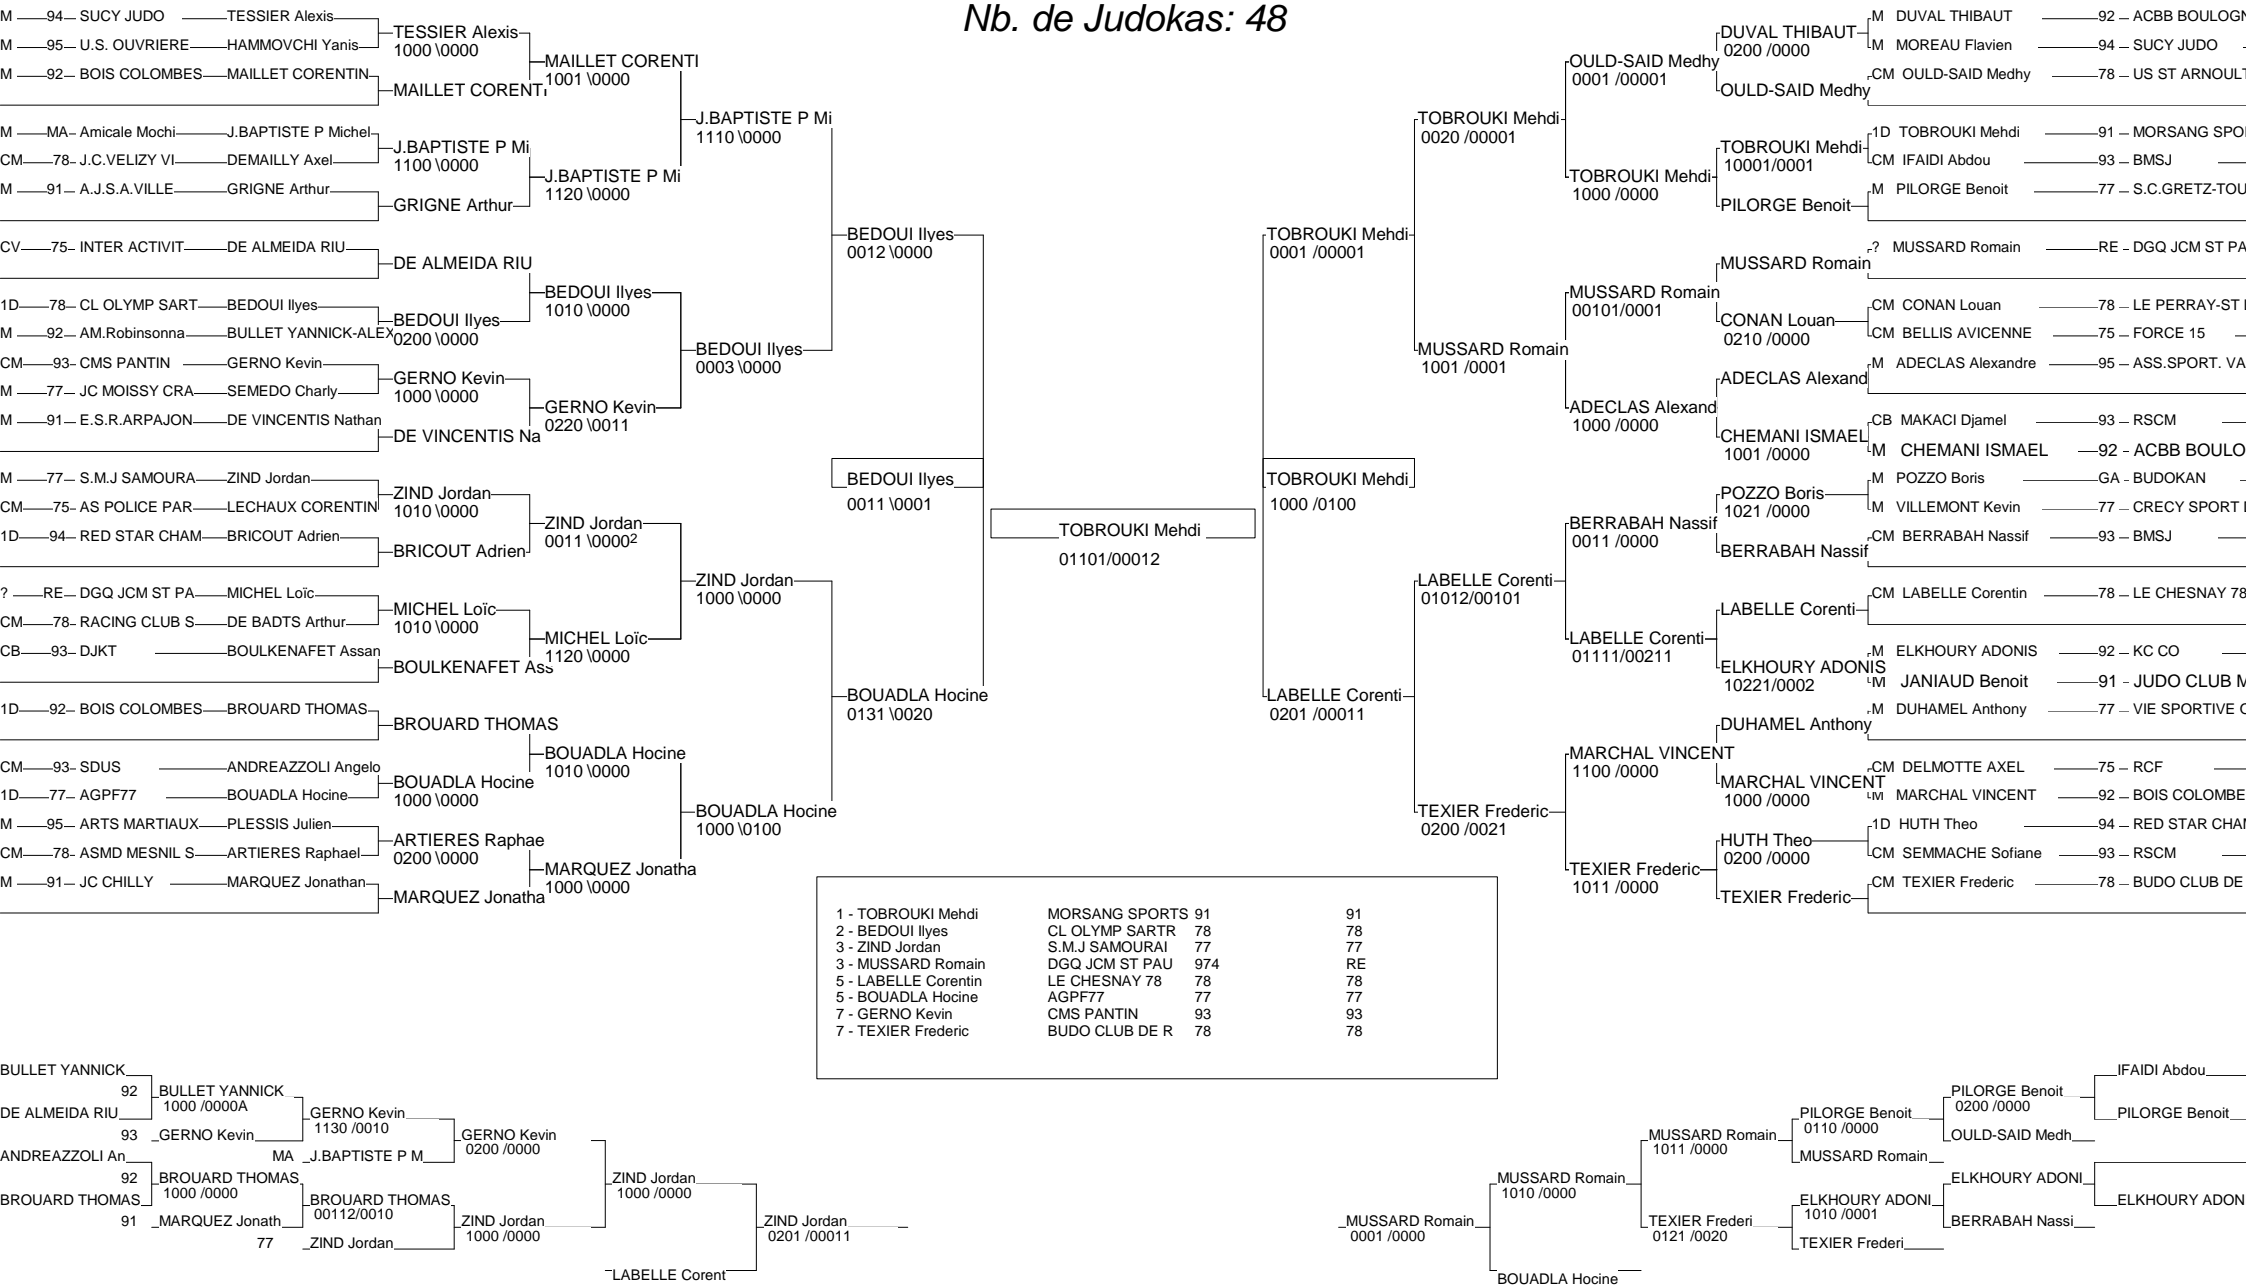 Nb. de Judokas: 48
M 94 SUCY JUDO TESSIER Alexis
M 95 U.S. OUVRIERE HAMMOVCHI Yanis
M 92 BOIS COLOMBES MAILLET CORENTIN
M MA Amicale Mochi J.BAPTISTE P Michel
CM 78 J.C.VELIZY VI DEMAILLY Axel
M 91 A.J.S.A.VILLE GRIGNE Arthur
CV 75 INTER ACTIVIT DE ALMEIDA RIU
1D 78 CL OLYMP SART BEDOUI Ilyes
M 92 AM.Robinsonna BULLET YANNICK-ALEX
CM 93 CMS PANTIN GERNO Kevin
M 77 JC MOISSY CRA SEMEDO Charly
M 91 E.S.R.ARPAJON DE VINCENTIS Nathan
M 77 S.M.J SAMOURA ZIND Jordan
CM 75 AS POLICE PAR LECHAUX CORENTIN
1D 94 RED STAR CHAM BRICOUT Adrien
? RE DGQ JCM ST PA MICHEL Loïc
CM 78 RACING CLUB S DE BADTS Arthur
CB 93 DJKT BOULKENAFET Assan
1D 92 BOIS COLOMBES BROUARD THOMAS
CM 93 SDUS ANDREAZZOLI Angelo
1D 77 AGPF77 BOUADLA Hocine
M 95 ARTS MARTIAUX PLESSIS Julien
CM 78 ASMD MESNIL S ARTIERES Raphael
M 91 JC CHILLY MARQUEZ Jonathan
TESSIER Alexis
1000 \0000
MAILLET CORENTI
J.BAPTISTE P Mi
1100 \0000
GRIGNE Arthur
DE ALMEIDA RIU
BEDOUI Ilyes
0200 \0000
GERNO Kevin
1000 \0000
DE VINCENTIS Na
ZIND Jordan
1010 \0000
BRICOUT Adrien
MICHEL Loïc
1010 \0000
BOULKENAFET Ass
BROUARD THOMAS
BOUADLA Hocine
1000 \0000
ARTIERES Raphae
0200 \0000
MARQUEZ Jonatha
MAILLET CORENTI
1001 \0000
J.BAPTISTE P Mi
1120 \0000
BEDOUI Ilyes
1010 \0000
GERNO Kevin
0220 \0011
ZIND Jordan
0011 \00002
MICHEL Loïc
1120 \0000
BOUADLA Hocine
1010 \0000
MARQUEZ Jonatha
1000 \0000
J.BAPTISTE P Mi
1110 \0000
BEDOUI Ilyes
0003 \0000
ZIND Jordan
1000 \0000
BOUADLA Hocine
1000 \0100
BEDOUI Ilyes
0012 \0000
BEDOUI Ilyes
0011 \0001
BOUADLA Hocine
0131 \0020
TOBROUKI Mehdi
01101/00012
TOBROUKI Mehdi
0001 /00001
TOBROUKI Mehdi
1000 /0100
LABELLE Corenti
0201 /00011
TOBROUKI Mehdi
0020 /00001
MUSSARD Romain
1001 /0001
LABELLE Corenti
01012/00101
TEXIER Frederic
0200 /0021
OULD-SAID Medhy
0001 /00001
TOBROUKI Mehdi
1000 /0000
MUSSARD Romain
00101/0001
ADECLAS Alexand
1000 /0000
BERRABAH Nassif
0011 /0000
LABELLE Corenti
01111/00211
MARCHAL VINCENT
1100 /0000
TEXIER Frederic
1011 /0000
DUVAL THIBAUT
0200 /0000
OULD-SAID Medhy
TOBROUKI Mehdi
10001/0001
PILORGE Benoit
MUSSARD Romain
CONAN Louan
0210 /0000
ADECLAS Alexand
CHEMANI ISMAEL
1001 /0000
POZZO Boris
1021 /0000
BERRABAH Nassif
LABELLE Corenti
ELKHOURY ADONIS
10221/0002
DUHAMEL Anthony
MARCHAL VINCENT
1000 /0000
HUTH Theo
0200 /0000
TEXIER Frederic
M DUVAL THIBAUT 92 ACBB BOULOGN
M MOREAU Flavien 94 SUCY JUDO
CM OULD-SAID Medhy 78 US ST ARNOULT
1D TOBROUKI Mehdi 91 MORSANG SPO
CM IFAIDI Abdou 93 BMSJ
M PILORGE Benoit 77 S.C.GRETZ-TOU
? MUSSARD Romain RE DGQ JCM ST PA
CM CONAN Louan 78 LE PERRAY-ST
CM BELLIS AVICENNE 75 FORCE 15
M ADECLAS Alexandre 95 ASS.SPORT. VA
CB MAKACI Djamel 93 RSCM
M CHEMANI ISMAEL 92 ACBB BOULO
M POZZO Boris GA BUDOKAN
M VILLEMONT Kevin 77 CRECY SPORT
CM BERRABAH Nassif 93 BMSJ
CM LABELLE Corentin 78 LE CHESNAY 78
M ELKHOURY ADONIS 92 KC CO
M JANIAUD Benoit 91 JUDO CLUB M
M DUHAMEL Anthony 77 VIE SPORTIVE
CM DELMOTTE AXEL 75 RCF
M MARCHAL VINCENT 92 BOIS COLOMBE
1D HUTH Theo 94 RED STAR CHAM
CM SEMMACHE Sofiane 93 RSCM
CM TEXIER Frederic 78 BUDO CLUB DE
1 - TOBROUKI Mehdi MORSANG SPORTS 91 91
2 - BEDOUI Ilyes CL OLYMP SARTR 78 78
3 - ZIND Jordan S.M.J SAMOURAI 77 77
3 - MUSSARD Romain DGQ JCM ST PAU 974 RE
5 - LABELLE Corentin LE CHESNAY 78 78 78
5 - BOUADLA Hocine AGPF77 77 77
7 - GERNO Kevin CMS PANTIN 93 93
7 - TEXIER Frederic BUDO CLUB DE R 78 78
BULLET YANNICK
92
DE ALMEIDA RIU
93
ANDREAZZOLI An
92
BROUARD THOMAS
91
BULLET YANNICK
1000 /0000A
GERNO Kevin
MA
BROUARD THOMAS
1000 /0000
MARQUEZ Jonath
77
GERNO Kevin
1130 /0010
J.BAPTISTE P M
BROUARD THOMAS
00112/0010
ZIND Jordan
GERNO Kevin
0200 /0000
ZIND Jordan
1000 /0000
ZIND Jordan
1000 /0000
LABELLE Corent
ZIND Jordan
0201 /00011
MUSSARD Romain
0001 /0000
MUSSARD Romain
1010 /0000
BOUADLA Hocine
MUSSARD Romain
1011 /0000
TEXIER Frederi
0121 /0020
PILORGE Benoit
0110 /0000
MUSSARD Romain
ELKHOURY ADONI
1010 /0001
TEXIER Frederi
PILORGE Benoit
0200 /0000
OULD-SAID Medh
ELKHOURY ADONI
BERRABAH Nassi
IFAIDI Abdou
PILORGE Benoit
ELKHOURY ADON